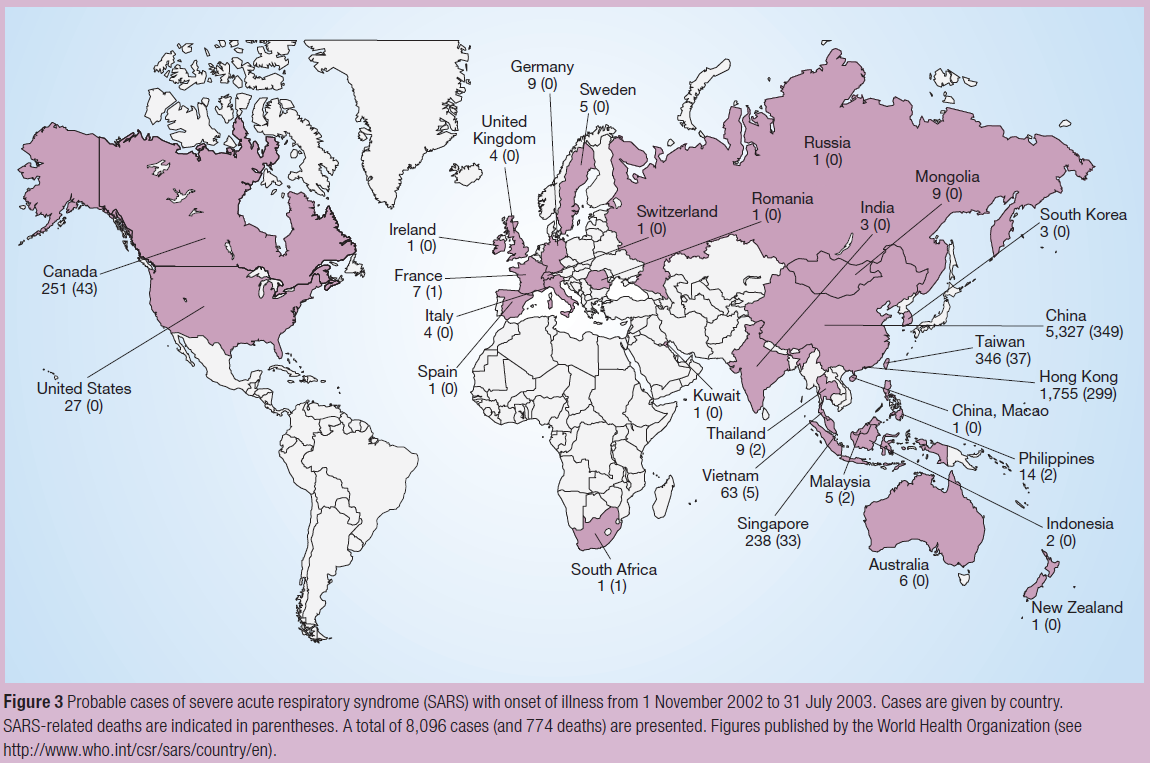 Germany
9 (0)
Sweden
5 (0)
United
Kingdom
4 (0)
Russia
1 (0)
Mongolia
9 (0)
Romania
1 (0)
India
3 (0)
Switzerland
1 (0)
South Korea
3 (0)
Ireland
1 (0)
France
7 (1)
Canada
251 (43)
Italy
4 (0)
China
5,327 (349)
Taiwan
346 (37)
Spain
1 (0)
Hong Kong
1,755 (299)
United States
27 (0)
Kuwait
1 (0)
China, Macao
1 (0)
Thailand
9 (2)
Philippines
14 (2)
Vietnam
63 (5)
Malaysia
5 (2)
Singapore
238 (33)
Indonesia
2 (0)
South Africa
1 (1)
Australia
6 (0)
New Zealand
1 (0)
Figure 3 Probable cases of severe acute respiratory syndrome (SARS) with onset of illness from 1 November 2002 to 31 July 2003. Cases are given by country.
SARS-related deaths are indicated in parentheses. A total of 8,096 cases (and 774 deaths) are presented. Figures published by the World Health Organization (see
http://www.who.int/csr/sars/country/en).